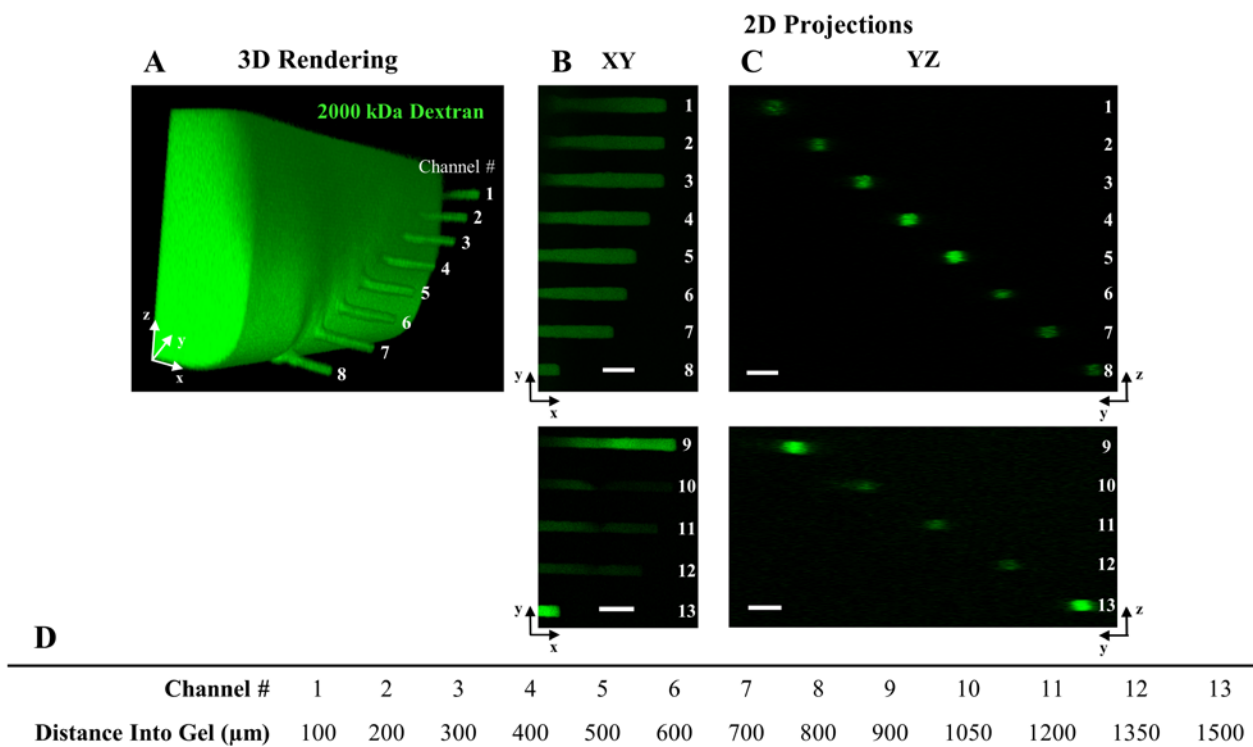 2D Projections
A 3D Rendering B XY C YZ
2000 kDa Dextran
Channel #
1
2
3
4
5
6
7
8
z
y
x
1
2
3
4
5
6
7
8
y
x
1
2
3
4
5
6
7
8
z
y
9
10
11
12
13
y
x
9
10
11
12
13
z
y
D
Channel # 1 2 3 4 5 6 7 8 9 10 11 12 13
Distance Into Gel (µm) 100 200 300 400 500 600 700 800 900 1050 1200 1350 1500